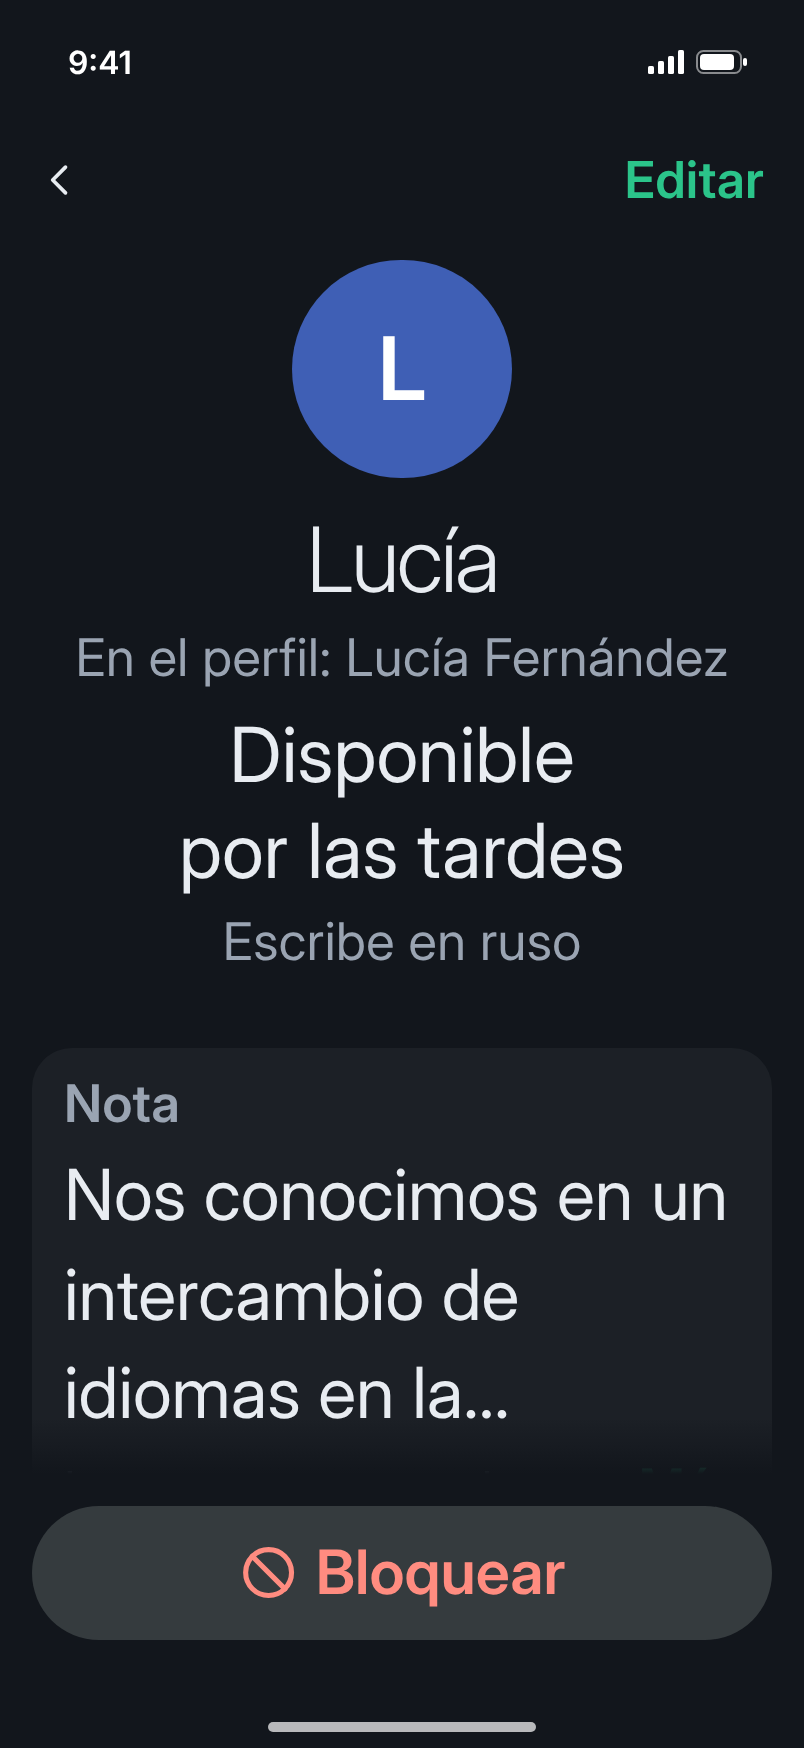 9:41
Editar
L
Lucía
En el perfil: Lucía Fernández
Disponible
por las tardes
Escribe en ruso
Nota
Nos conocimos en un
intercambio de
idiomas en la...
Bloquear